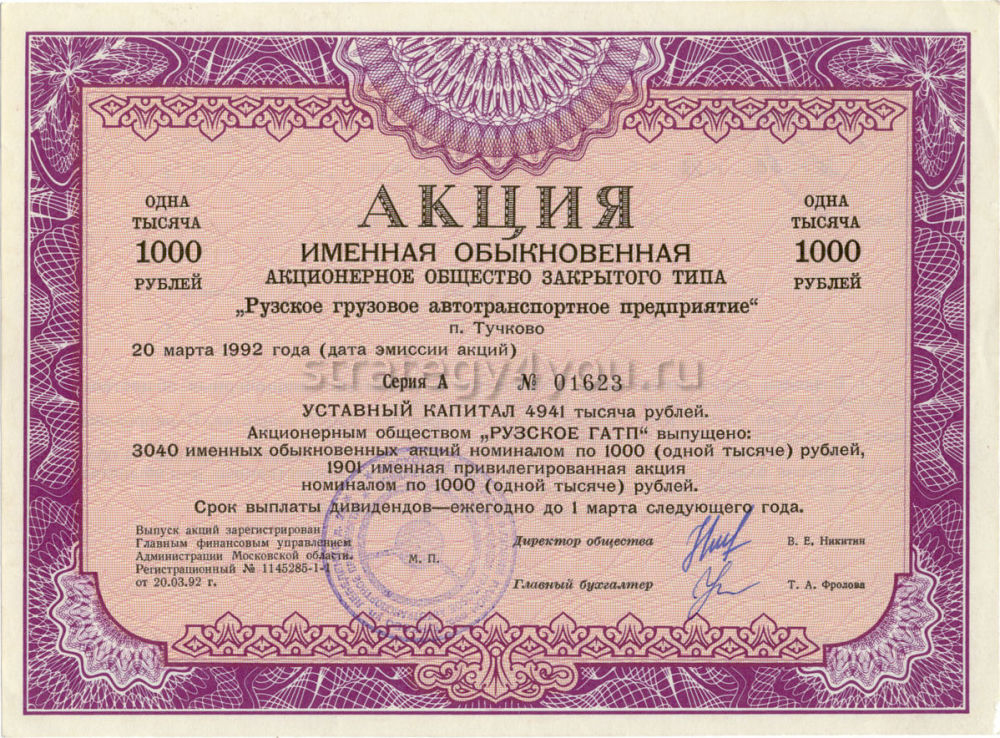 АКЦИЯ
ОДНА
ТЫСЯЧА
1000
РУБЛЕЙ
ОДНА
ТЫСЯЧА
1000
РУБЛЕЙ
ИМЕННАЯ ОБЫКНОВЕННАЯ
АКЦИОНЕРНОЕ ОБЩЕСТВО ЗАКРЫТОГО ТИПА
„Рузское грузовое автотранспортное предприятие“
п. Тучково
20 марта 1992 года (дата эмиссии акций)
strategy4you.ru
Серия А № 01623
УСТАВНЫЙ КАПИТАЛ 4941 тысяча рублей.
Акционерным обществом „РУЗСКОЕ ГАТП“ выпущено:
3040 именных обыкновенных акций номиналом по 1000 (одной тысяче) рублей,
1901 именная привилегированная акция
номиналом по 1000 (одной тысяче) рублей.
Срок выплаты дивидендов—ежегодно до 1 марта следующего года.
Выпуск акций зарегистрирован
Главным финансовым управлением
Администрации Московской области.
Регистрационный № 1145285-1-1
от 20.03.92 г.
М. П.
Директор общества В. Е. Никитин
Главный бухгалтер Т. А. Фролова